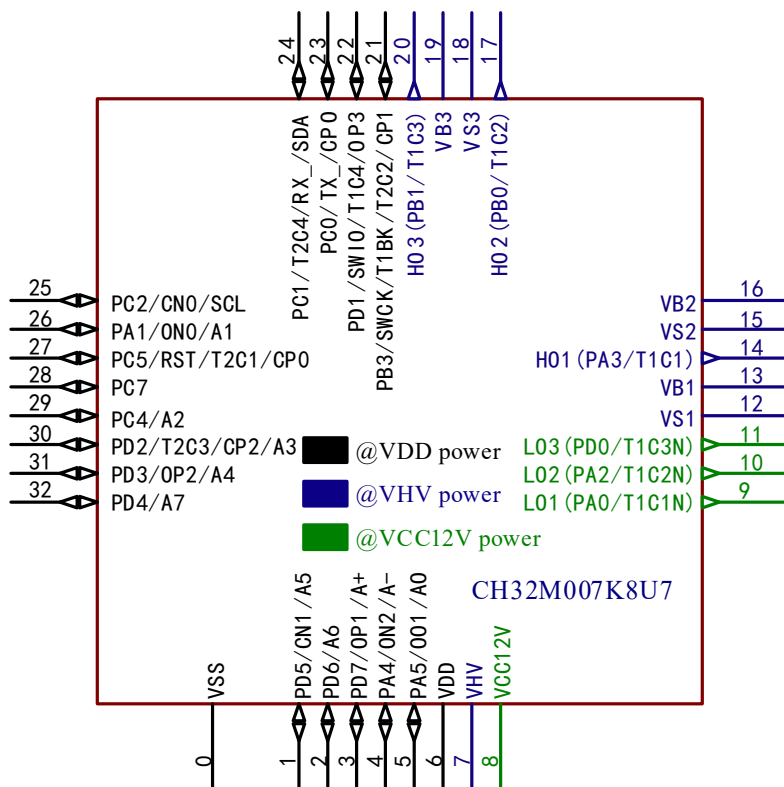 24
23
22
21
20
19
18
17
PC1/T2C4/RX_/SDA
PC0/TX_/CP0
PD1/SWIO/T1C4/OP3
PB3/SWCK/T1BK/T2C2/CP1
HO3(PB1/T1C3)
VB3
VS3
HO2(PB0/T1C2)
25 PC2/CN0/SCL
26 PA1/ON0/A1
27 PC5/RST/T2C1/CP0
28 PC7
29 PC4/A2
30 PD2/T2C3/CP2/A3
31 PD3/OP2/A4
32 PD4/A7
VB2 16
VS2 15
HO1(PA3/T1C1) 14
VB1 13
VS1 12
LO3(PD0/T1C3N) 11
LO2(PA2/T1C2N) 10
LO1(PA0/T1C1N) 9
@VDD power
@VHV power
@VCC12V power
CH32M007K8U7
VSS
PD5/CN1/A5
PD6/A6
PD7/OP1/A+
PA4/ON2/A-
PA5/OO1/A0
VDD
VHV
VCC12V
0
1
2
3
4
5
6
7
8